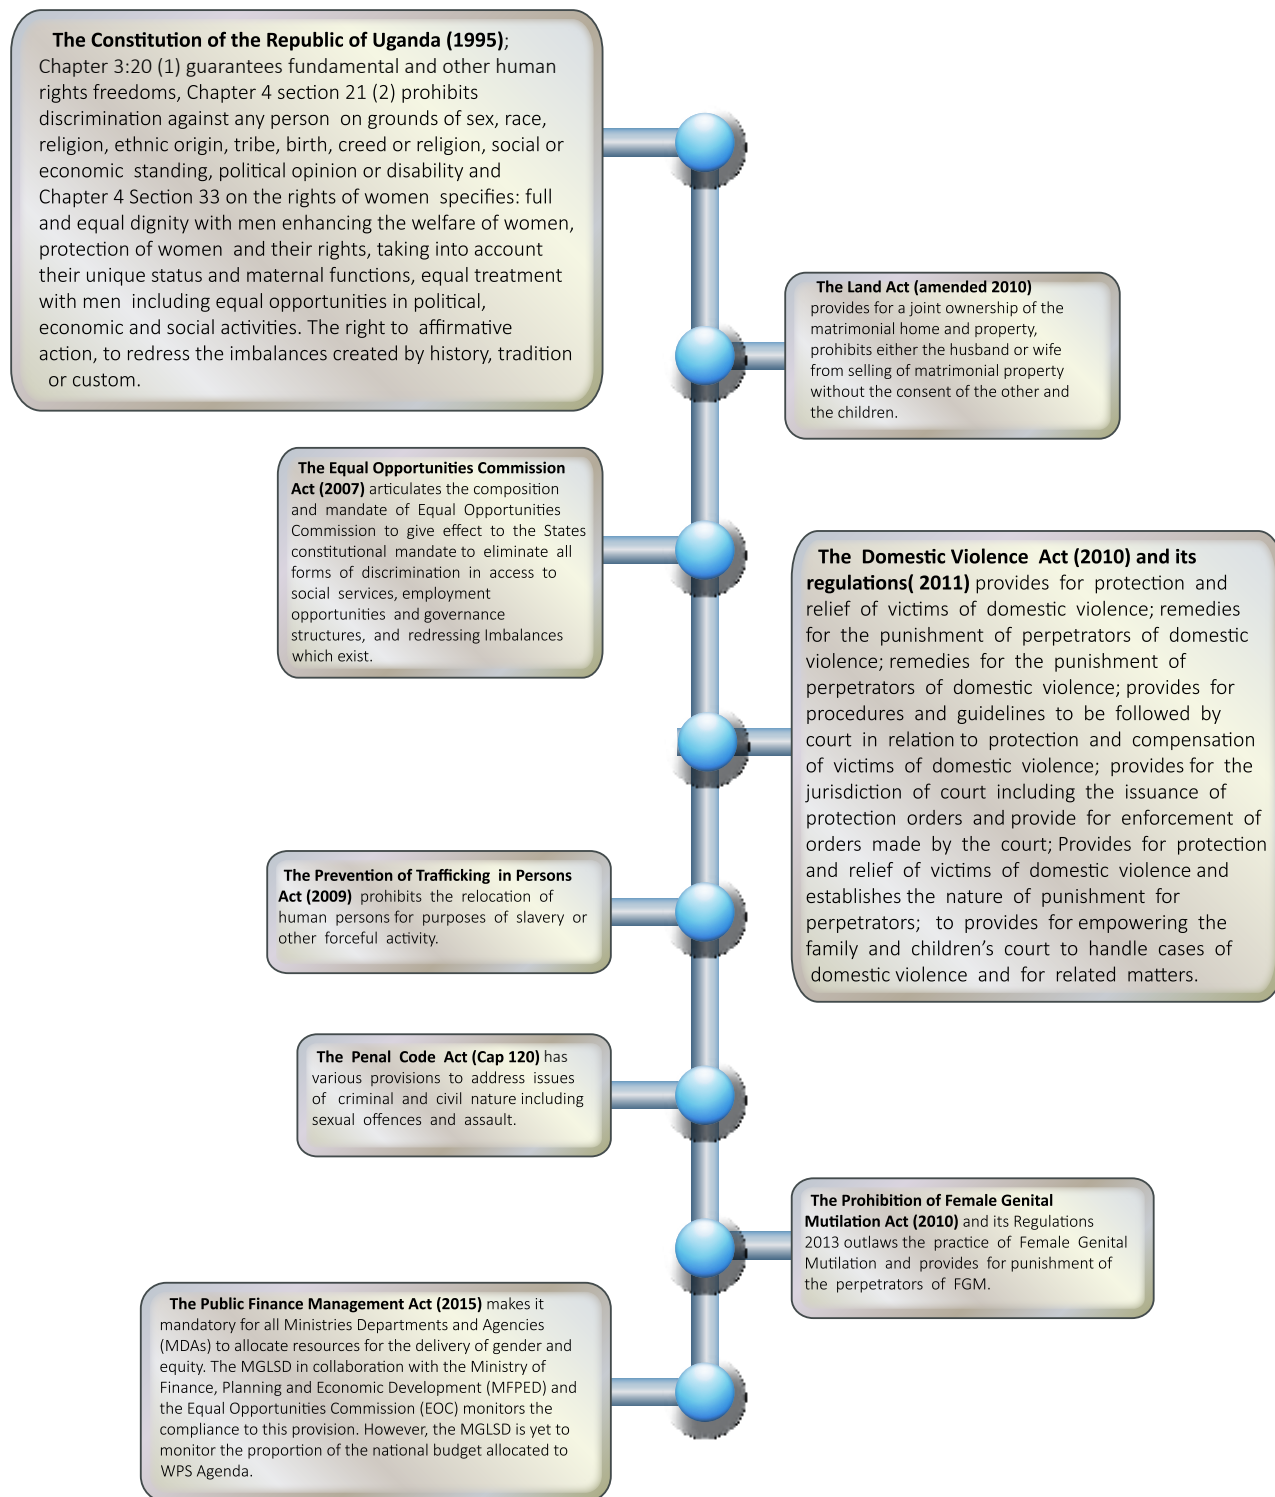 The Constitution of the Republic of Uganda (1995);
Chapter 3:20 (1) guarantees fundamental and other human
rights freedoms, Chapter 4 section 21 (2) prohibits
discrimination against any person on grounds of sex, race,
religion, ethnic origin, tribe, birth, creed or religion, social or
economic standing, political opinion or disability and
Chapter 4 Section 33 on the rights of women specifies: full
and equal dignity with men enhancing the welfare of women,
protection of women and their rights, taking into account
their unique status and maternal functions, equal treatment
with men including equal opportunities in political,
economic and social activities. The right to affirmative
action, to redress the imbalances created by history, tradition
or custom.
The Land Act (amended 2010)
provides for a joint ownership of the
matrimonial home and property,
prohibits either the husband or wife
from selling of matrimonial property
without the consent of the other and
the children.
The Equal Opportunities Commission
Act (2007) articulates the composition
and mandate of Equal Opportunities
Commission to give effect to the States
constitutional mandate to eliminate all
forms of discrimination in access to
social services, employment
opportunities and governance
structures, and redressing Imbalances
which exist.
The Domestic Violence Act (2010) and its
regulations( 2011) provides for protection and
relief of victims of domestic violence; remedies
for the punishment of perpetrators of domestic
violence; remedies for the punishment of
perpetrators of domestic violence; provides for
procedures and guidelines to be followed by
court in relation to protection and compensation
of victims of domestic violence; provides for the
jurisdiction of court including the issuance of
protection orders and provide for enforcement of
orders made by the court; Provides for protection
and relief of victims of domestic violence and
establishes the nature of punishment for
perpetrators; to provides for empowering the
family and children’s court to handle cases of
domestic violence and for related matters.
The Prevention of Trafficking in Persons
Act (2009) prohibits the relocation of
human persons for purposes of slavery or
other forceful activity.
The Penal Code Act (Cap 120) has
various provisions to address issues
of criminal and civil nature including
sexual offences and assault.
The Prohibition of Female Genital
Mutilation Act (2010) and its Regulations
2013 outlaws the practice of Female Genital
Mutilation and provides for punishment of
the perpetrators of FGM.
The Public Finance Management Act (2015) makes it
mandatory for all Ministries Departments and Agencies
(MDAs) to allocate resources for the delivery of gender and
equity. The MGLSD in collaboration with the Ministry of
Finance, Planning and Economic Development (MFPED) and
the Equal Opportunities Commission (EOC) monitors the
compliance to this provision. However, the MGLSD is yet to
monitor the proportion of the national budget allocated to
WPS Agenda.